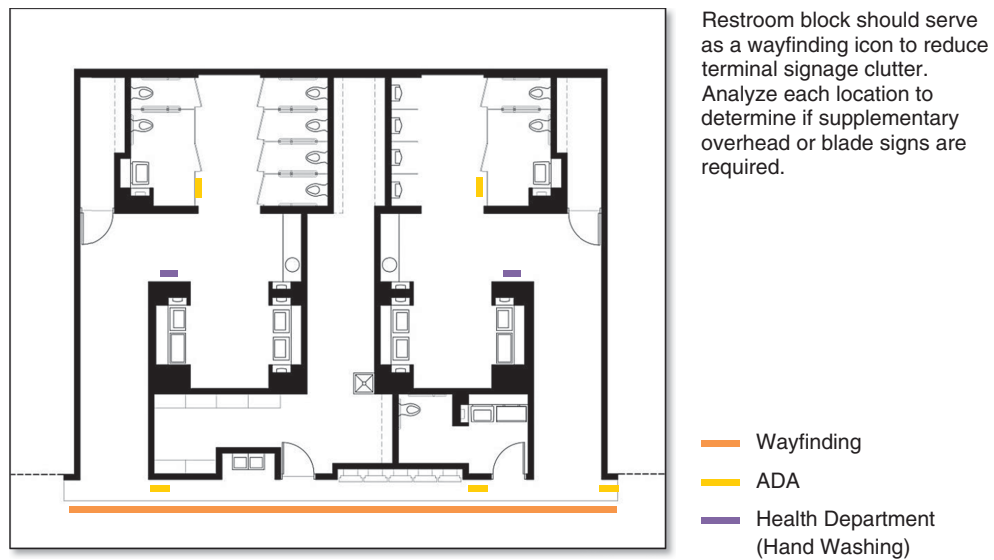 Restroom block should serve
as a wayfinding icon to reduce
terminal signage clutter.
Analyze each location to
determine if supplementary
overhead or blade signs are
required.
Wayfinding
ADA
Health Department
(Hand Washing)